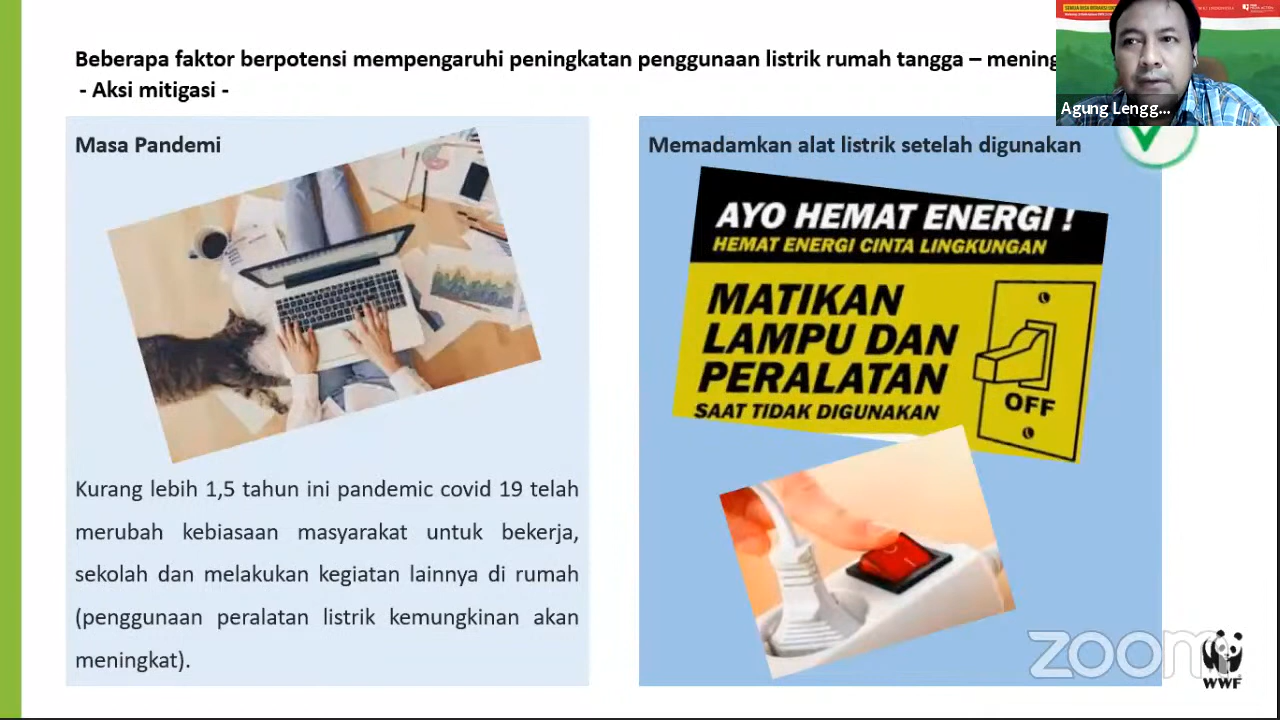 Beberapa faktor berpotensi mempengaruhi peningkatan penggunaan listrik rumah tangga –
- Aksi mitigasi -
Agung Lengg...
Masa Pandemi
Kurang lebih 1,5 tahun ini pandemic covid 19 telah
merubah kebiasaan masyarakat untuk bekerja,
sekolah dan melakukan kegiatan lainnya di rumah
(penggunaan peralatan listrik kemungkinan akan
meningkat).
Memadamkan alat listrik setelah digunakan
AYO HEMAT ENERGI !
HEMAT ENERGI CINTA LINGKUNGAN
MATIKAN
LAMPU DAN
PERALATAN
SAAT TIDAK DIGUNAKAN
OFF
zoom
WWF